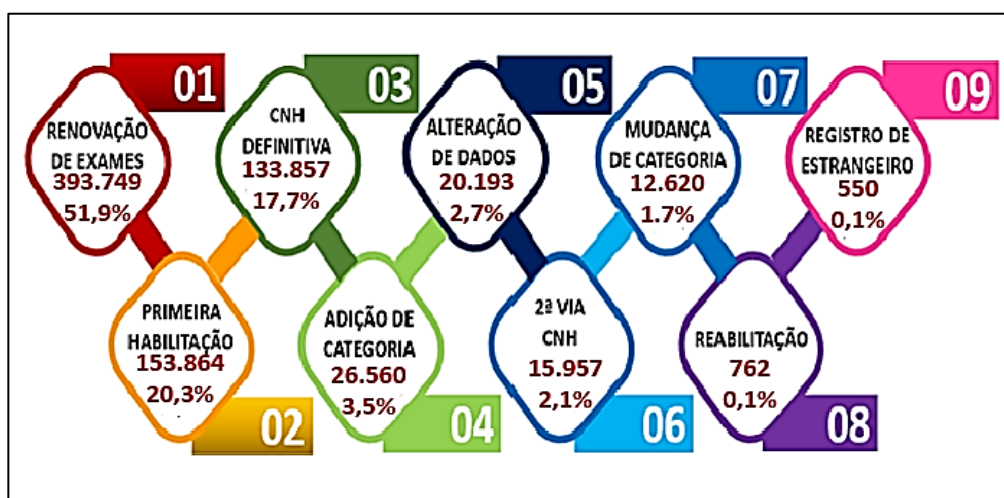 01
RENOVAÇÃO
DE EXAMES
393.749
51,9%
PRIMEIRA
HABILITAÇÃO
153.864
20,3%
02
03
CNH
DEFINITIVA
133.857
17,7%
ADIÇÃO DE
CATEGORIA
26.560
3,5%
04
05
ALTERAÇÃO
DE DADOS
20.193
2,7%
2ª VIA
CNH
15.957
2,1%
06
07
MUDANÇA
DE CATEGORIA
12.620
1.7%
REABILITAÇÃO
762
0,1%
08
09
REGISTRO DE
ESTRANGEIRO
550
0,1%